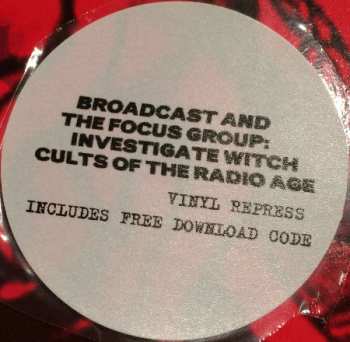 BROADCAST AND
THE FOCUS GROUP:
INVESTIGATE WITCH
CULTS OF THE RADIO AGE
VINYL REPRESS
INCLUDES FREE DOWNLOAD CODE